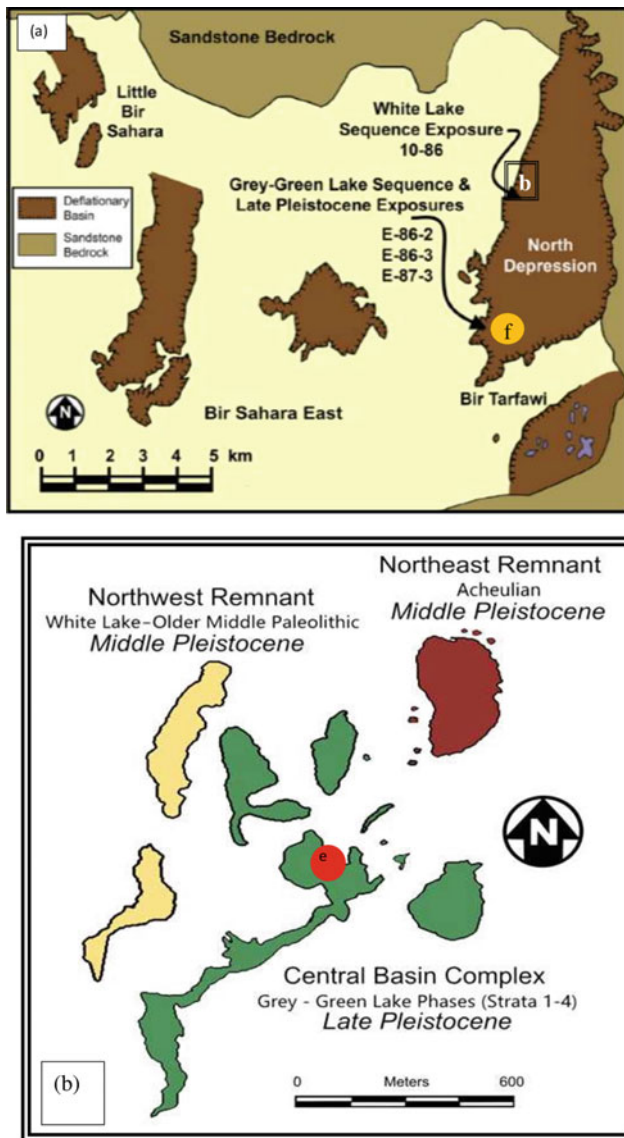 (a)
Sandstone Bedrock
Little
Bir
Sahara
White Lake
Sequence Exposure
10-86
b
Grey-Green Lake Sequence &
Late Pleistocene Exposures
E-86-2
E-86-3
E-87-3
Deflationary
Basin
Sandstone
Bedrock
North
Depression
f
Bir Tarfawi
N
Bir Sahara East
0 1 2 3 4 5 km
Northeast Remnant
Acheulian
Middle Pleistocene
Northwest Remnant
White Lake-Older Middle Paleolithic
Middle Pleistocene
N
e
Central Basin Complex
Grey - Green Lake Phases (Strata 1-4)
Late Pleistocene
(b)
0 Meters 600